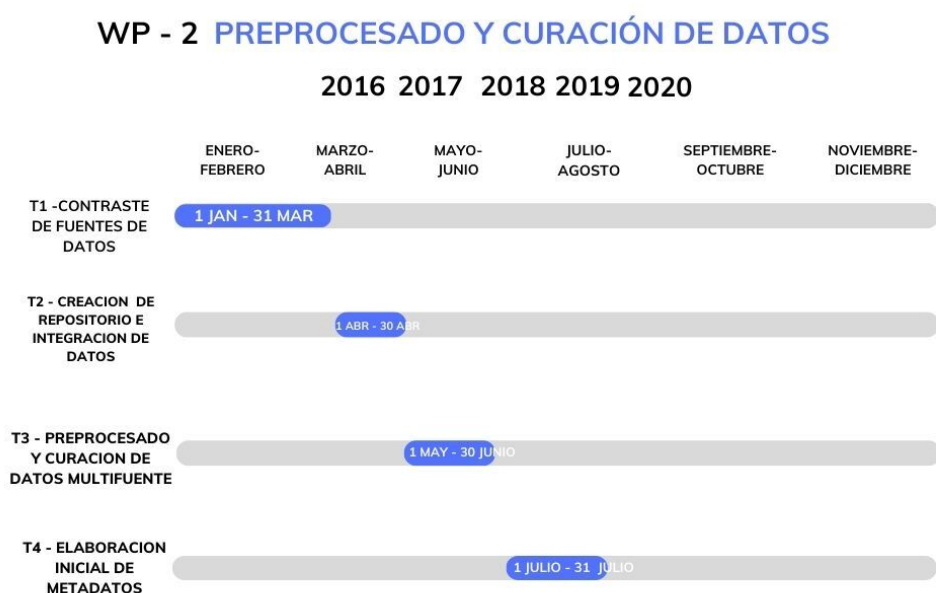 WP - 2 PREPROCESADO Y CURACIÓN DE DATOS
2016 2017 2018 2019 2020
ENERO-
FEBRERO
MARZO-
ABRIL
MAYO-
JUNIO
JULIO-
AGOSTO
SEPTIEMBRE-
OCTUBRE
NOVIEMBRE-
DICIEMBRE
T1 -CONTRASTE
DE FUENTES DE
DATOS
1 JAN - 31 MAR
T2 - CREACION DE
REPOSITORIO E
INTEGRACION DE
DATOS
1 ABR - 30 ABR
T3 - PREPROCESADO
Y CURACION DE
DATOS MULTIFUENTE
1 MAY - 30 JUNIO
T4 - ELABORACION
INICIAL DE
METADATOS
1 JULIO - 31 JULIO